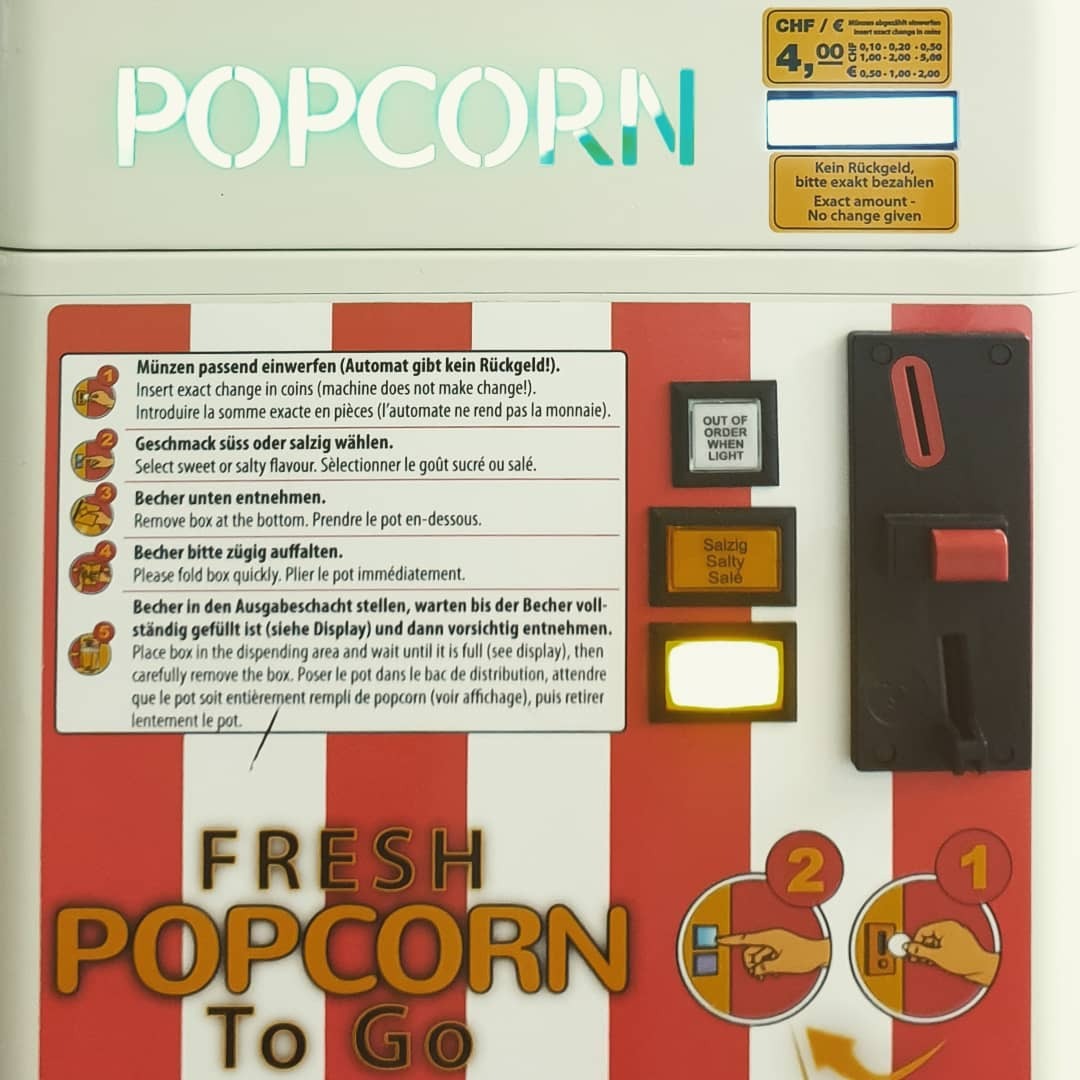 POPCORN
CHF / € Münzen abgezählt einwerfen
Insert exact change in coins
4,00 CHF 0,10 - 0,20 - 0,50
1,00 - 2,00 - 5,00
€ 0,50 - 1,00 - 2,00
Kein Rückgeld,
bitte exakt bezahlen
Exact amount -
No change given
1
Münzen passend einwerfen (Automat gibt kein Rückgeld!).
Insert exact change in coins (machine does not make change!).
Introduire la somme exacte en pièces (l'automate ne rend pas la monnaie).
2
Geschmack süss oder salzig wählen.
Select sweet or salty flavour. Sèlectionner le goût sucré ou salé.
3
Becher unten entnehmen.
Remove box at the bottom. Prendre le pot en-dessous.
4
Becher bitte zügig auffalten.
Please fold box quickly. Plier le pot immédiatement.
5
Becher in den Ausgabeschacht stellen, warten bis der Becher voll-
ständig gefüllt ist (siehe Display) und dann vorsichtig entnehmen.
Place box in the dispending area and wait until it is full (see display), then
carefully remove the box. Poser le pot dans le bac de distribution, attendre
que le pot soit entièrement rempli de popcorn (voir affichage), puis retirer
lentement le pot.
OUT OF
ORDER
WHEN
LIGHT
Salzig
Salty
Salé
FRESH
POPCORN
To Go
2
1